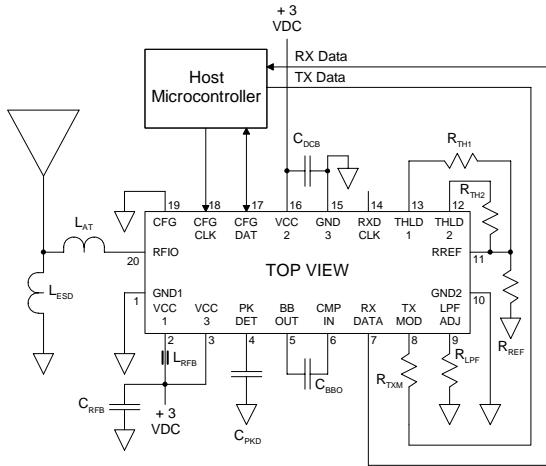 + 3
VDC
RX Data
TX Data
Host
Microcontroller
C_DCB
R_TH1
R_TH2
19 18 17 16 15 14 13 12
CFG
CFG
CLK
CFG
DAT
VCC
2
GND
3
RXD
CLK
THLD
1
THLD
2
L_AT
20
RFIO
RREF
11
TOP VIEW
L_ESD
1
GND1
GND2
10
VCC
1
VCC
3
PK
DET
BB
OUT
CMP
IN
RX
DATA
TX
MOD
LPF
ADJ
2 3 4 5 6 7 8 9
R_REF
L_RFB
R_LPF
R_TXM
C_BBO
C_RFB
+ 3
VDC
C_PKD